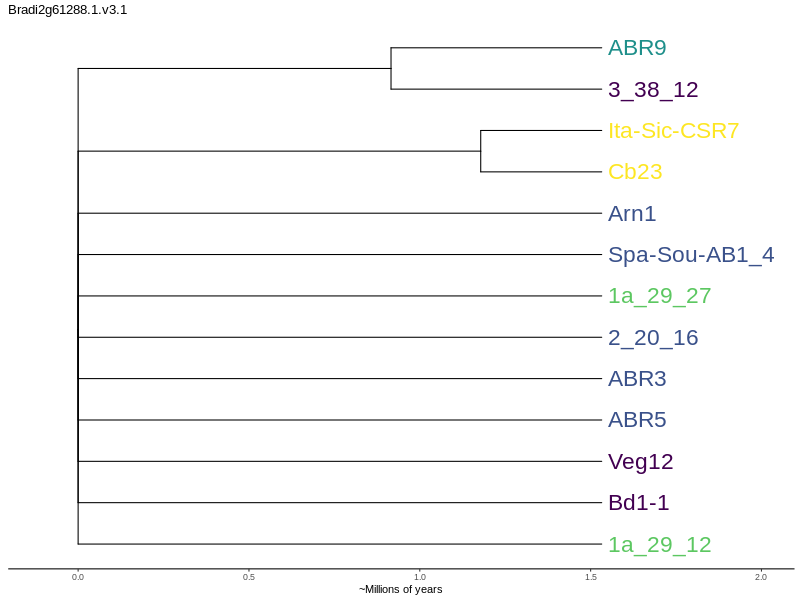 Bradi2g61288.1.v3.1
ABR9
3_38_12
Ita-Sic-CSR7
Cb23
Arn1
Spa-Sou-AB1_4
1a_29_27
2_20_16
ABR3
ABR5
Veg12
Bd1-1
1a_29_12
0.0 0.5 1.0 1.5 2.0
~Millions of years